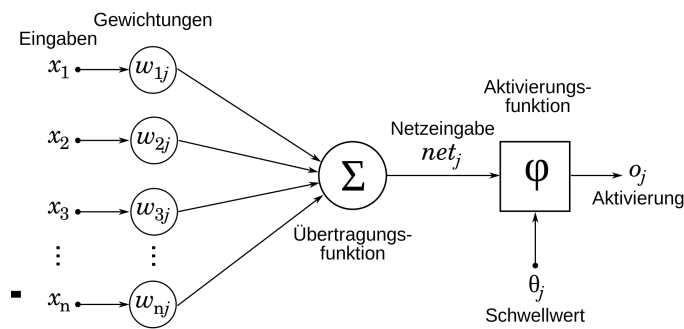 Gewichtungen
Eingaben
x1 w1j
x2 w2j
x3 w3j
xn wnj
Σ
Übertragungs-
funktion
Netzeingabe
netj
Aktivierungs-
funktion
φ
oj
Aktivierung
θj
Schwellwert